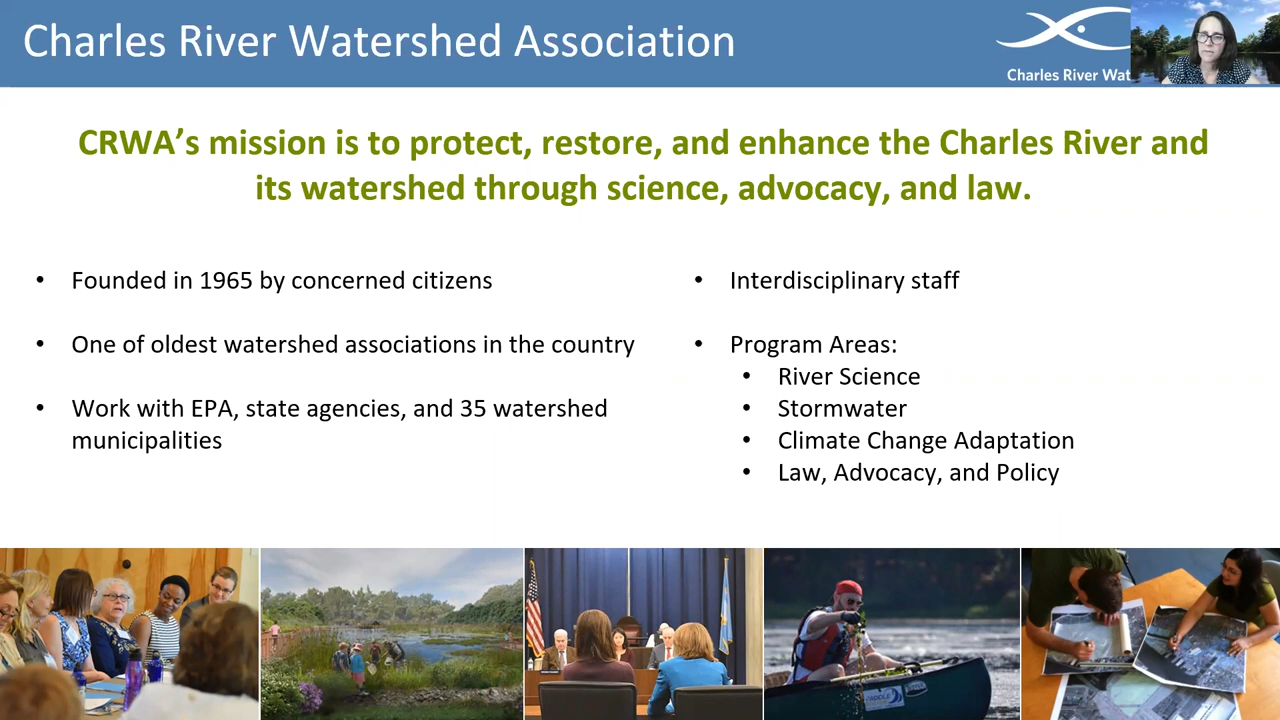 Charles River Watershed Association
Charles River Wat
CRWA’s mission is to protect, restore, and enhance the Charles River and
its watershed through science, advocacy, and law.
• Founded in 1965 by concerned citizens
• One of oldest watershed associations in the country
• Work with EPA, state agencies, and 35 watershed
municipalities
• Interdisciplinary staff
• Program Areas:
• River Science
• Stormwater
• Climate Change Adaptation
• Law, Advocacy, and Policy
PADDLE